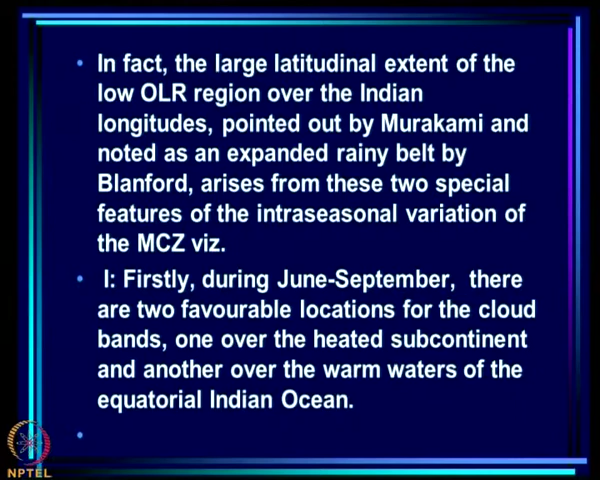 • In fact, the large latitudinal extent of the
low OLR region over the Indian
longitudes, pointed out by Murakami and
noted as an expanded rainy belt by
Blanford, arises from these two special
features of the intraseasonal variation of
the MCZ viz.
• I: Firstly, during June-September, there
are two favourable locations for the cloud
bands, one over the heated subcontinent
and another over the warm waters of the
equatorial Indian Ocean.
•
NPTEL